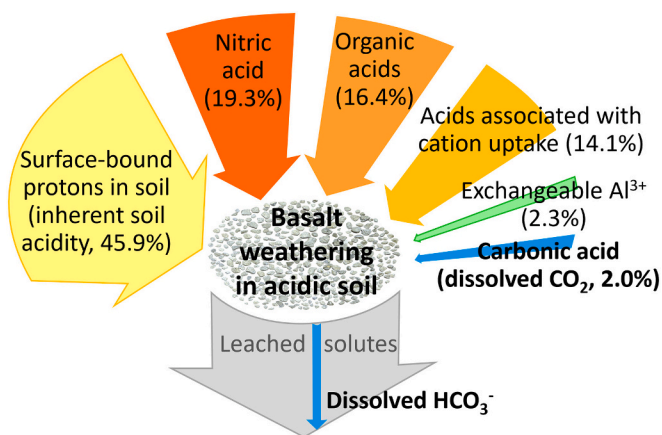 Nitric
acid
(19.3%)
Organic
acids
(16.4%)
Acids associated with
cation uptake (14.1%)
Surface-bound
protons in soil
(inherent soil
acidity, 45.9%)
Exchangeable Al³⁺
(2.3%)
Carbonic acid
(dissolved CO₂, 2.0%)
Basalt
weathering
in acidic soil
Leached solutes
Dissolved HCO₃⁻